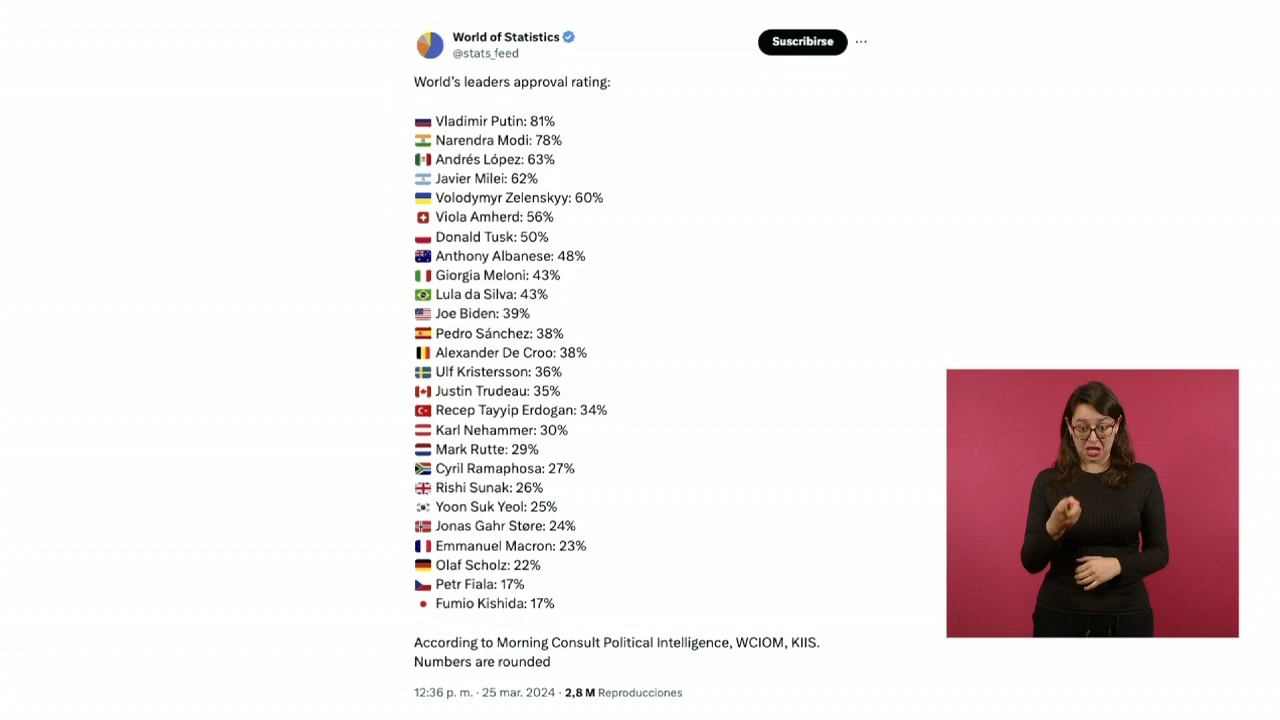 World of Statistics
@stats_feed
Suscribirse
World's leaders approval rating:
Vladimir Putin: 81%
Narendra Modi: 78%
Andrés López: 63%
Javier Milei: 62%
Volodymyr Zelenskyy: 60%
Viola Amherd: 56%
Donald Tusk: 50%
Anthony Albanese: 48%
Giorgia Meloni: 43%
Lula da Silva: 43%
Joe Biden: 39%
Pedro Sánchez: 38%
Alexander De Croo: 38%
Ulf Kristersson: 36%
Justin Trudeau: 35%
Recep Tayyip Erdogan: 34%
Karl Nehammer: 30%
Mark Rutte: 29%
Cyril Ramaphosa: 27%
Rishi Sunak: 26%
Yoon Suk Yeol: 25%
Jonas Gahr Støre: 24%
Emmanuel Macron: 23%
Olaf Scholz: 22%
Petr Fiala: 17%
Fumio Kishida: 17%
According to Morning Consult Political Intelligence, WCIOM, KIIS.
Numbers are rounded
12:36 p. m. · 25 mar. 2024 · 2,8 M Reproducciones